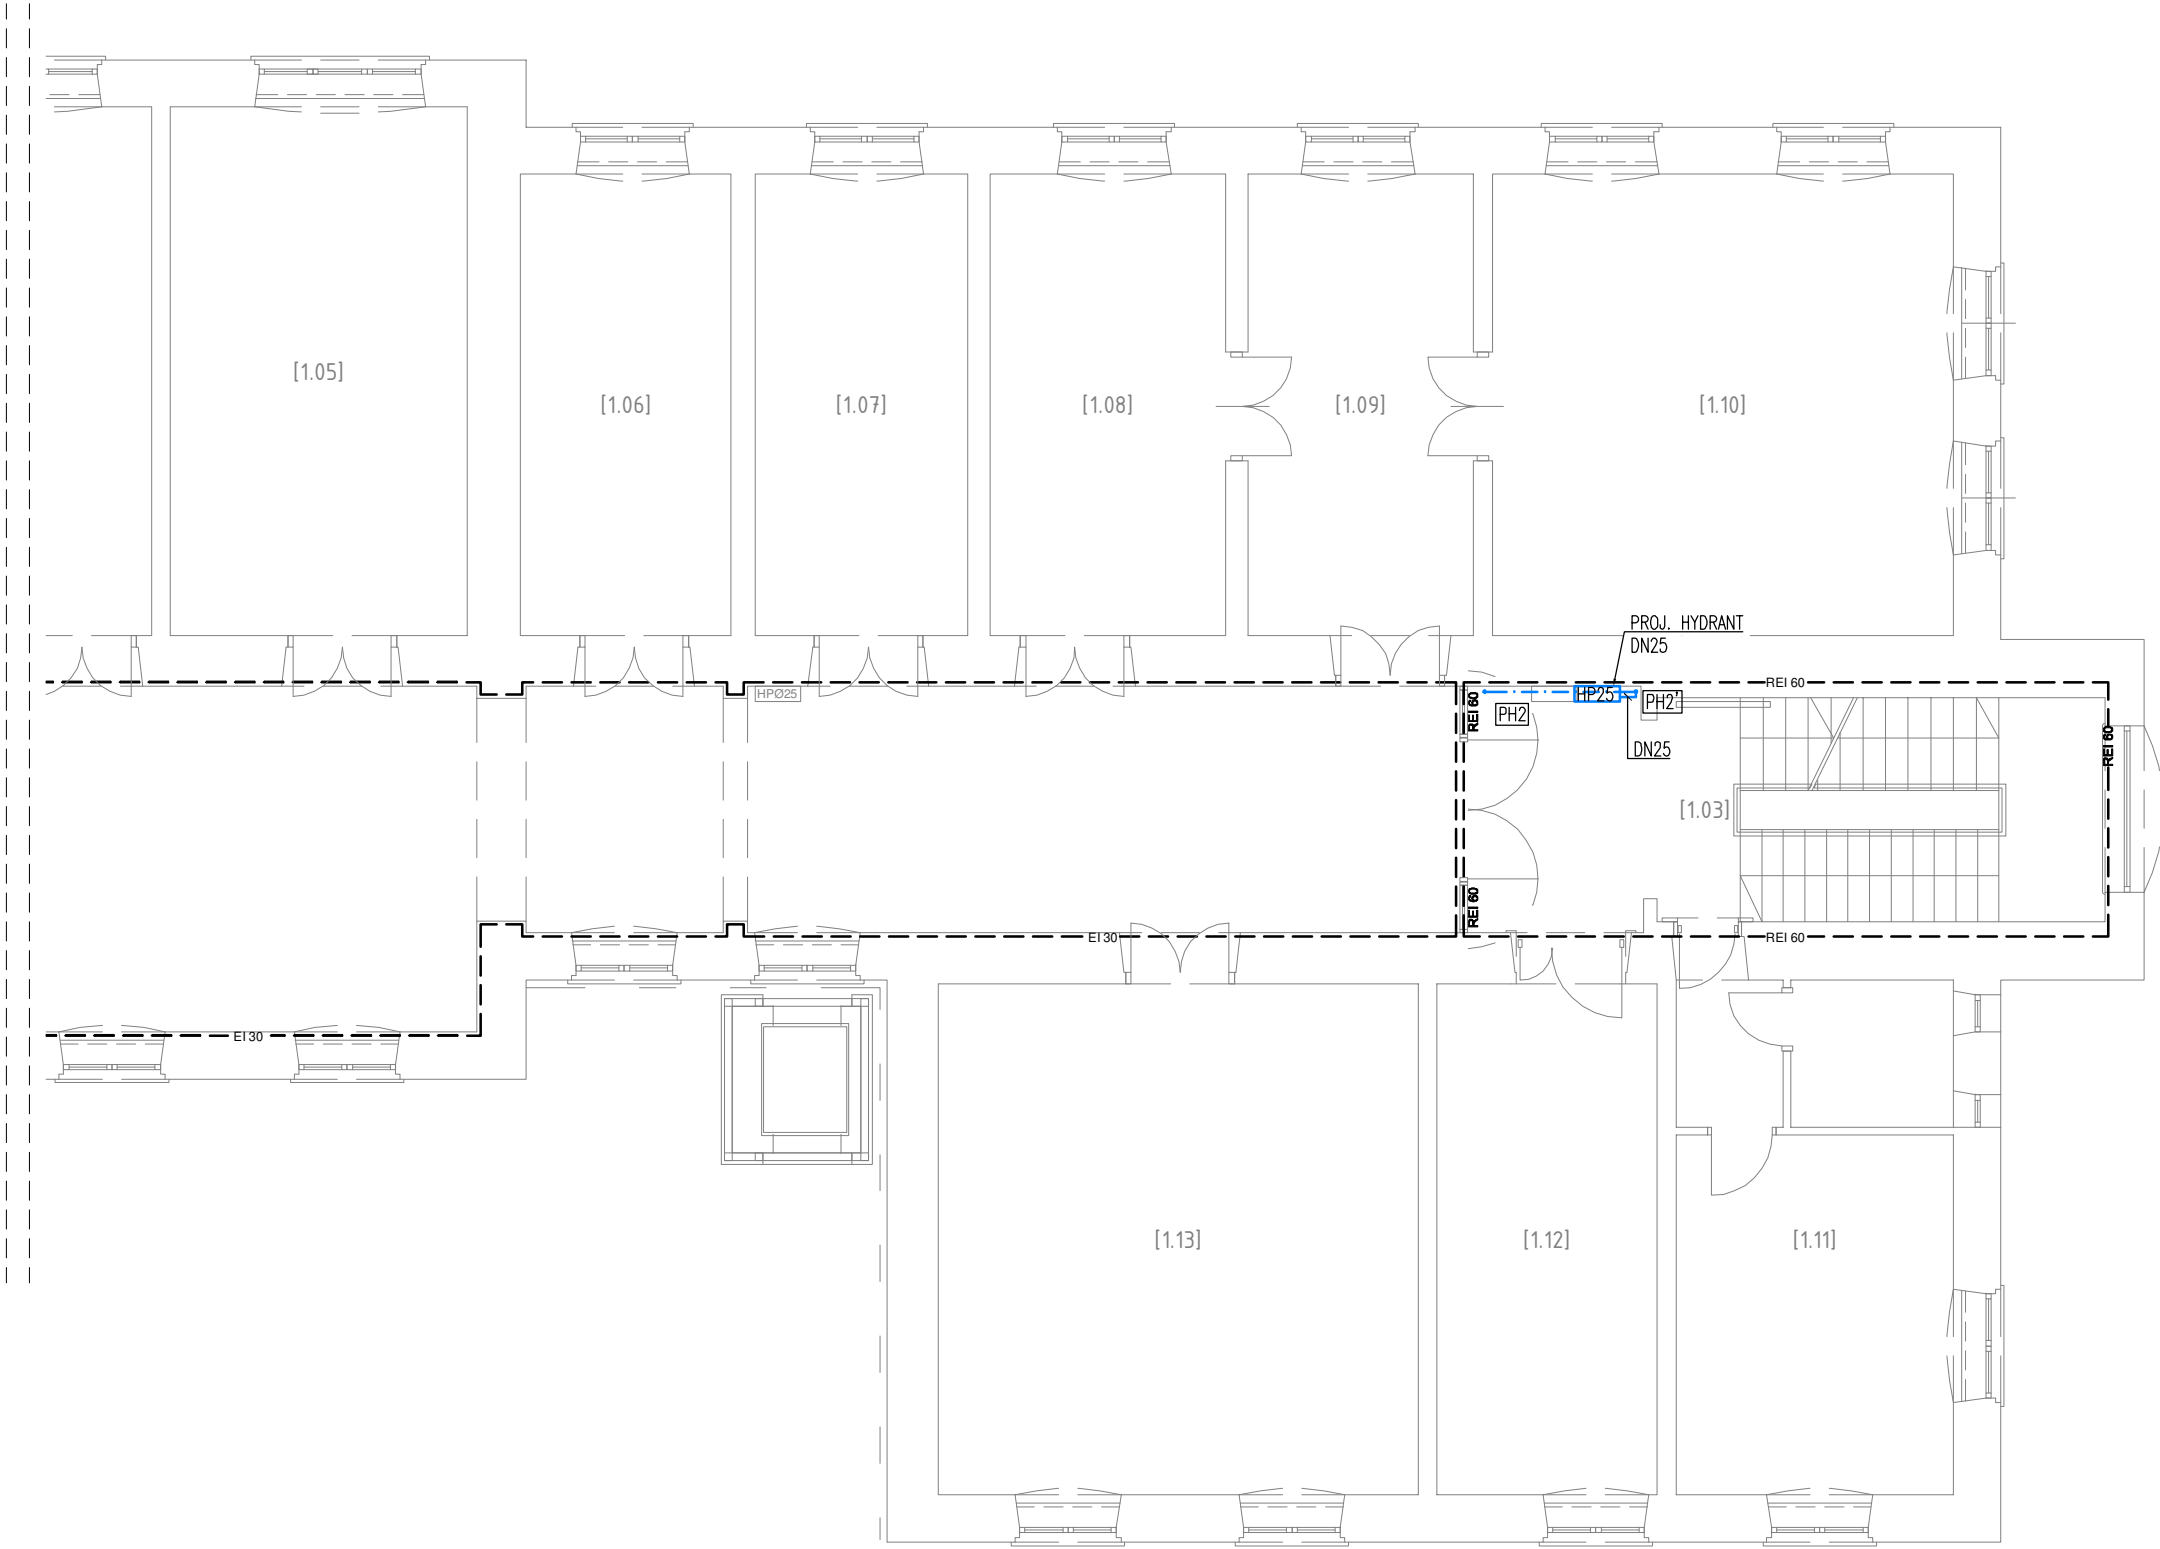 [1.05]
[1.06]
[1.07]
[1.08]
[1.09]
[1.10]
PROJ. HYDRANT
DN25
REI 60
HPØ25
HP25
PH2'
PH2
REI 60
REI 60
DN25
[1.03]
REI 60
EI 30
REI 60
EI 30
[1.13]
[1.12]
[1.11]